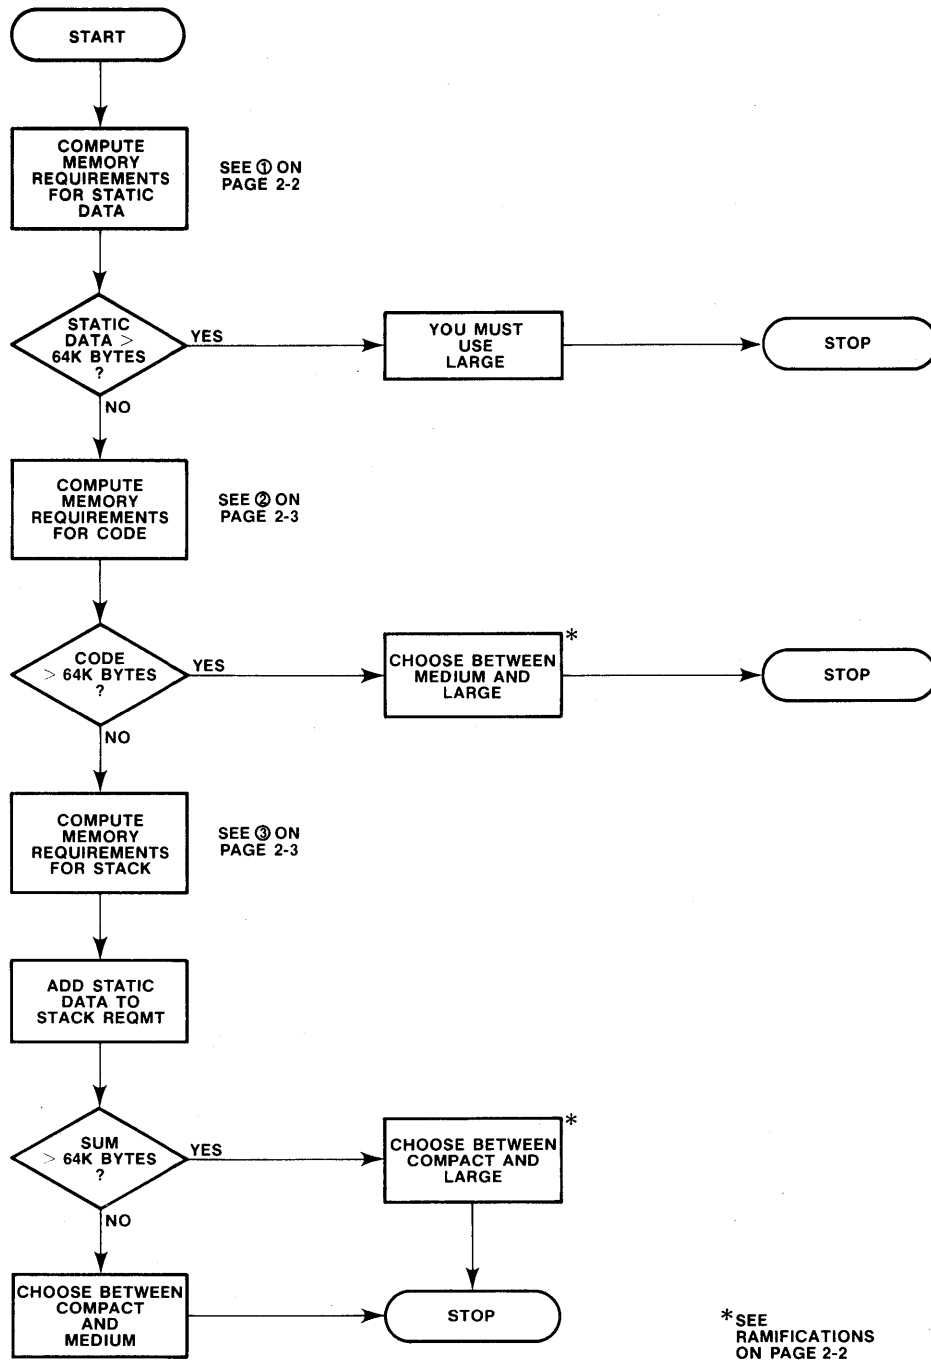 START
COMPUTE
MEMORY
REQUIREMENTS
FOR STATIC
DATA
SEE ① ON
PAGE 2-2
STATIC
DATA >
64K BYTES
?
YES
NO
YOU MUST
USE
LARGE
STOP
COMPUTE
MEMORY
REQUIREMENTS
FOR CODE
SEE ② ON
PAGE 2-3
CODE
> 64K BYTES
?
YES
NO
*
CHOOSE BETWEEN
MEDIUM AND
LARGE
STOP
COMPUTE
MEMORY
REQUIREMENTS
FOR STACK
SEE ③ ON
PAGE 2-3
ADD STATIC
DATA TO
STACK REQMT
SUM
> 64K BYTES
?
YES
NO
*
CHOOSE BETWEEN
COMPACT AND
LARGE
CHOOSE BETWEEN
COMPACT
AND
MEDIUM
STOP
*SEE
RAMIFICATIONS
ON PAGE 2-2